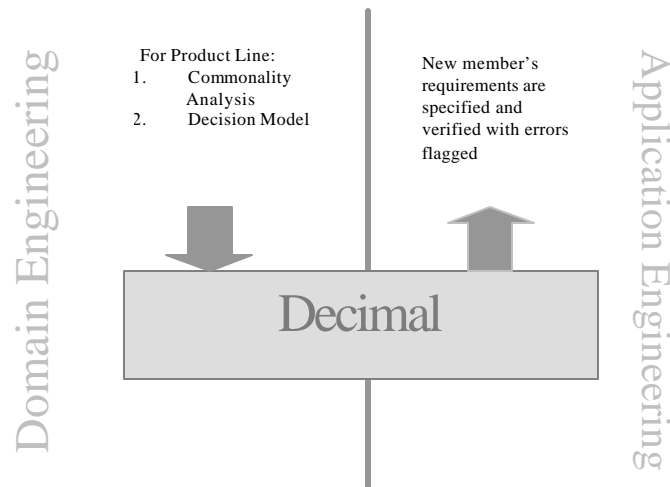 Domain Engineering
For Product Line:
1. Commonality
Analysis
2. Decision Model
New member’s
requirements are
specified and
verified with errors
flagged
Application Engineering
Decimal